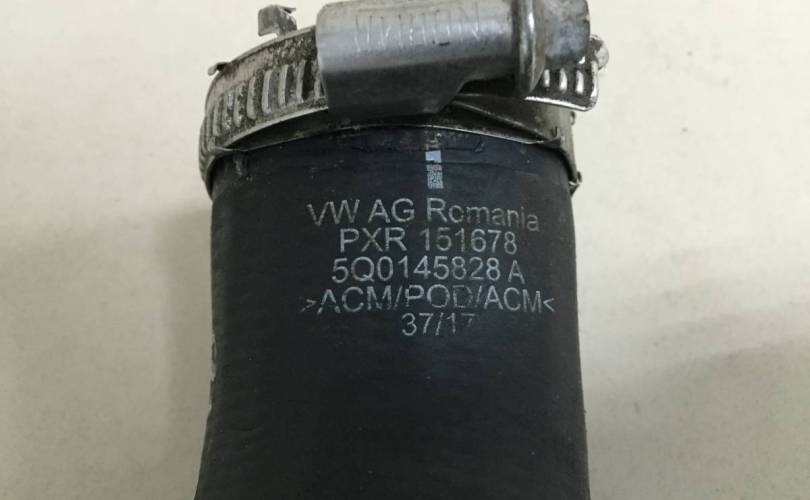 VW AG Romania
PXR 151678
5Q0145828 A
>ACM/POD/ACM<
37/17